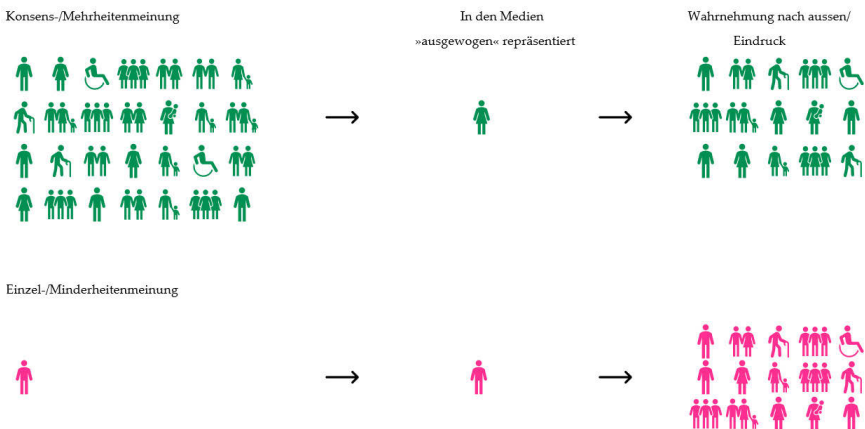 Konsens-/Mehrheitenmeinung
In den Medien
»ausgewogen« repräsentiert
Wahrnehmung nach aussen/
Eindruck
Einzel-/Minderheitenmeinung